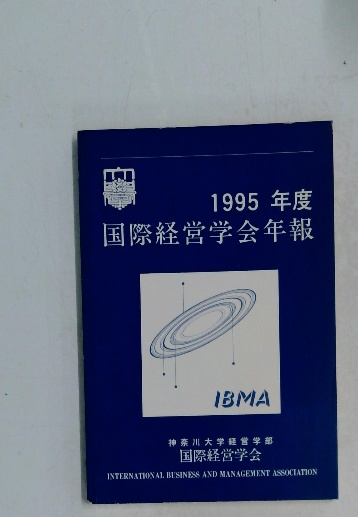 1995 年度
国際経営学会年報
IBMA
神奈川大学経営学部
国際経営学会
INTERNATIONAL BUSINESS AND MANAGEMENT ASSOCIATION